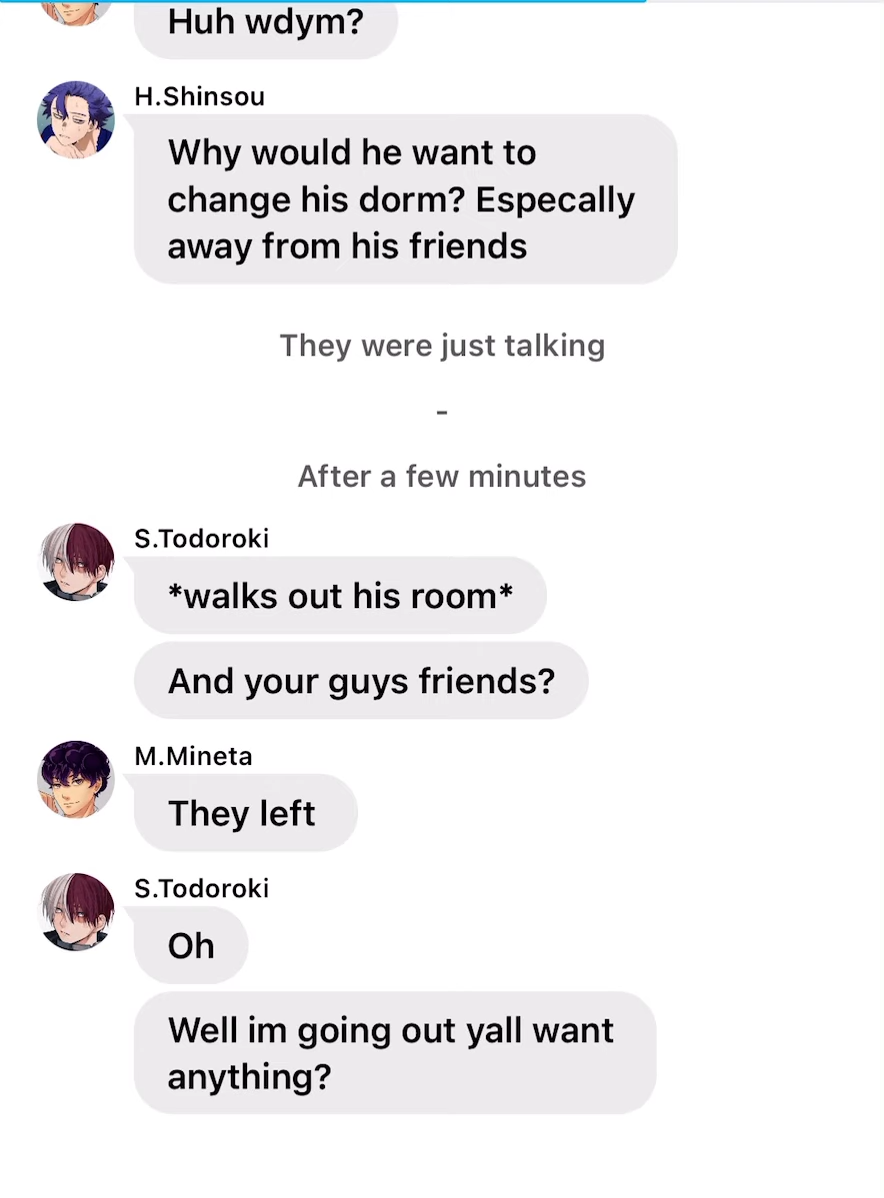 Huh wdym?
H.Shinsou
Why would he want to
change his dorm? Especally
away from his friends
They were just talking
-
After a few minutes
S.Todoroki
*walks out his room*
And your guys friends?
M.Mineta
They left
S.Todoroki
Oh
Well im going out yall want
anything?